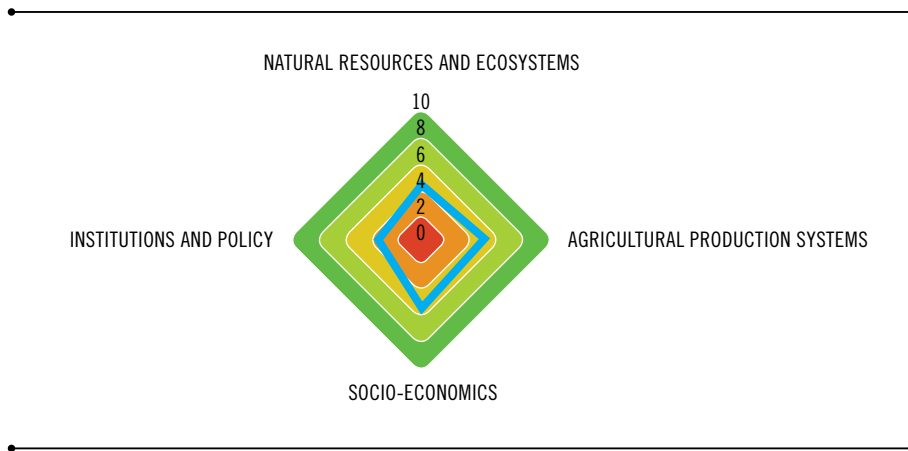 NATURAL RESOURCES AND ECOSYSTEMS
10
8
6
4
2
0
INSTITUTIONS AND POLICY
AGRICULTURAL PRODUCTION SYSTEMS
SOCIO-ECONOMICS